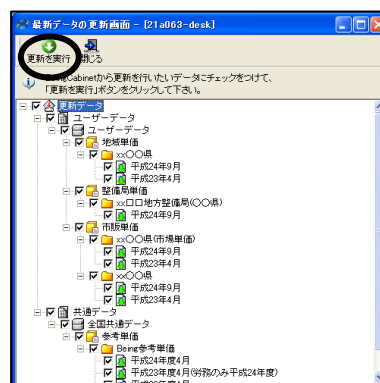 最新データの更新画面 - [21a063-desk]
更新を実行 閉じる
Cabinetから更新を行いたいデータにチェックをつけて、
「更新を実行」ボタンをクリックして下さい。
更新データ
ユーザーデータ
ユーザーデータ
地域単価
xx〇〇県
平成24年9月
平成23年4月
整備局単価
xx口口地方整備局(〇〇県)
平成24年9月
市販単価
xx〇〇県(市場単価)
平成24年9月
平成23年4月
xx〇〇県
平成24年9月
平成23年4月
共通データ
全国共通データ
参考単価
Being参考単価
平成24年度4月
平成23年度4月(労務のみ平成24年度)